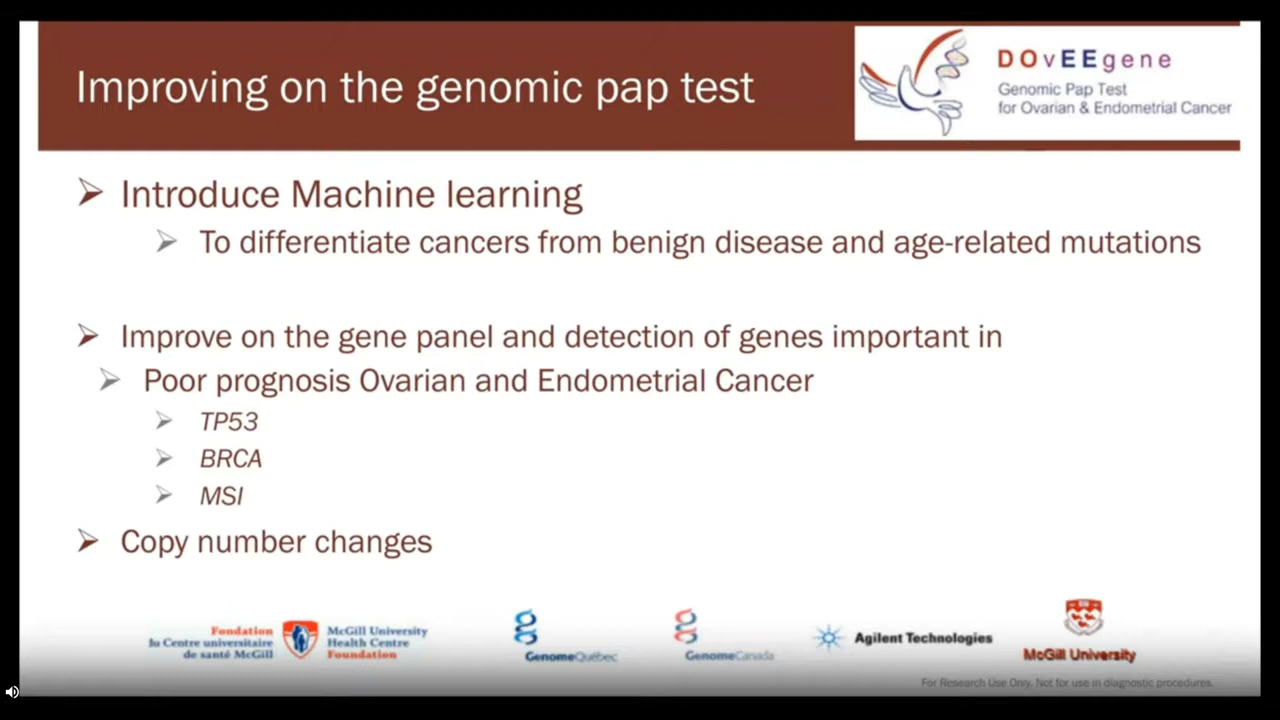 Improving on the genomic pap test
DOvEEgene
Genomic Pap Test
for Ovarian & Endometrial Cancer
Introduce Machine learning
To differentiate cancers from benign disease and age-related mutations
Improve on the gene panel and detection of genes important in
Poor prognosis Ovarian and Endometrial Cancer
TP53
BRCA
MSI
Copy number changes
Fondation
du Centre universitaire
de santé McGill
McGill University
Health Centre
Foundation
GenomeQuébec
GenomeCanada
Agilent Technologies
McGill University
For Research Use Only. Not for use in diagnostic procedures.